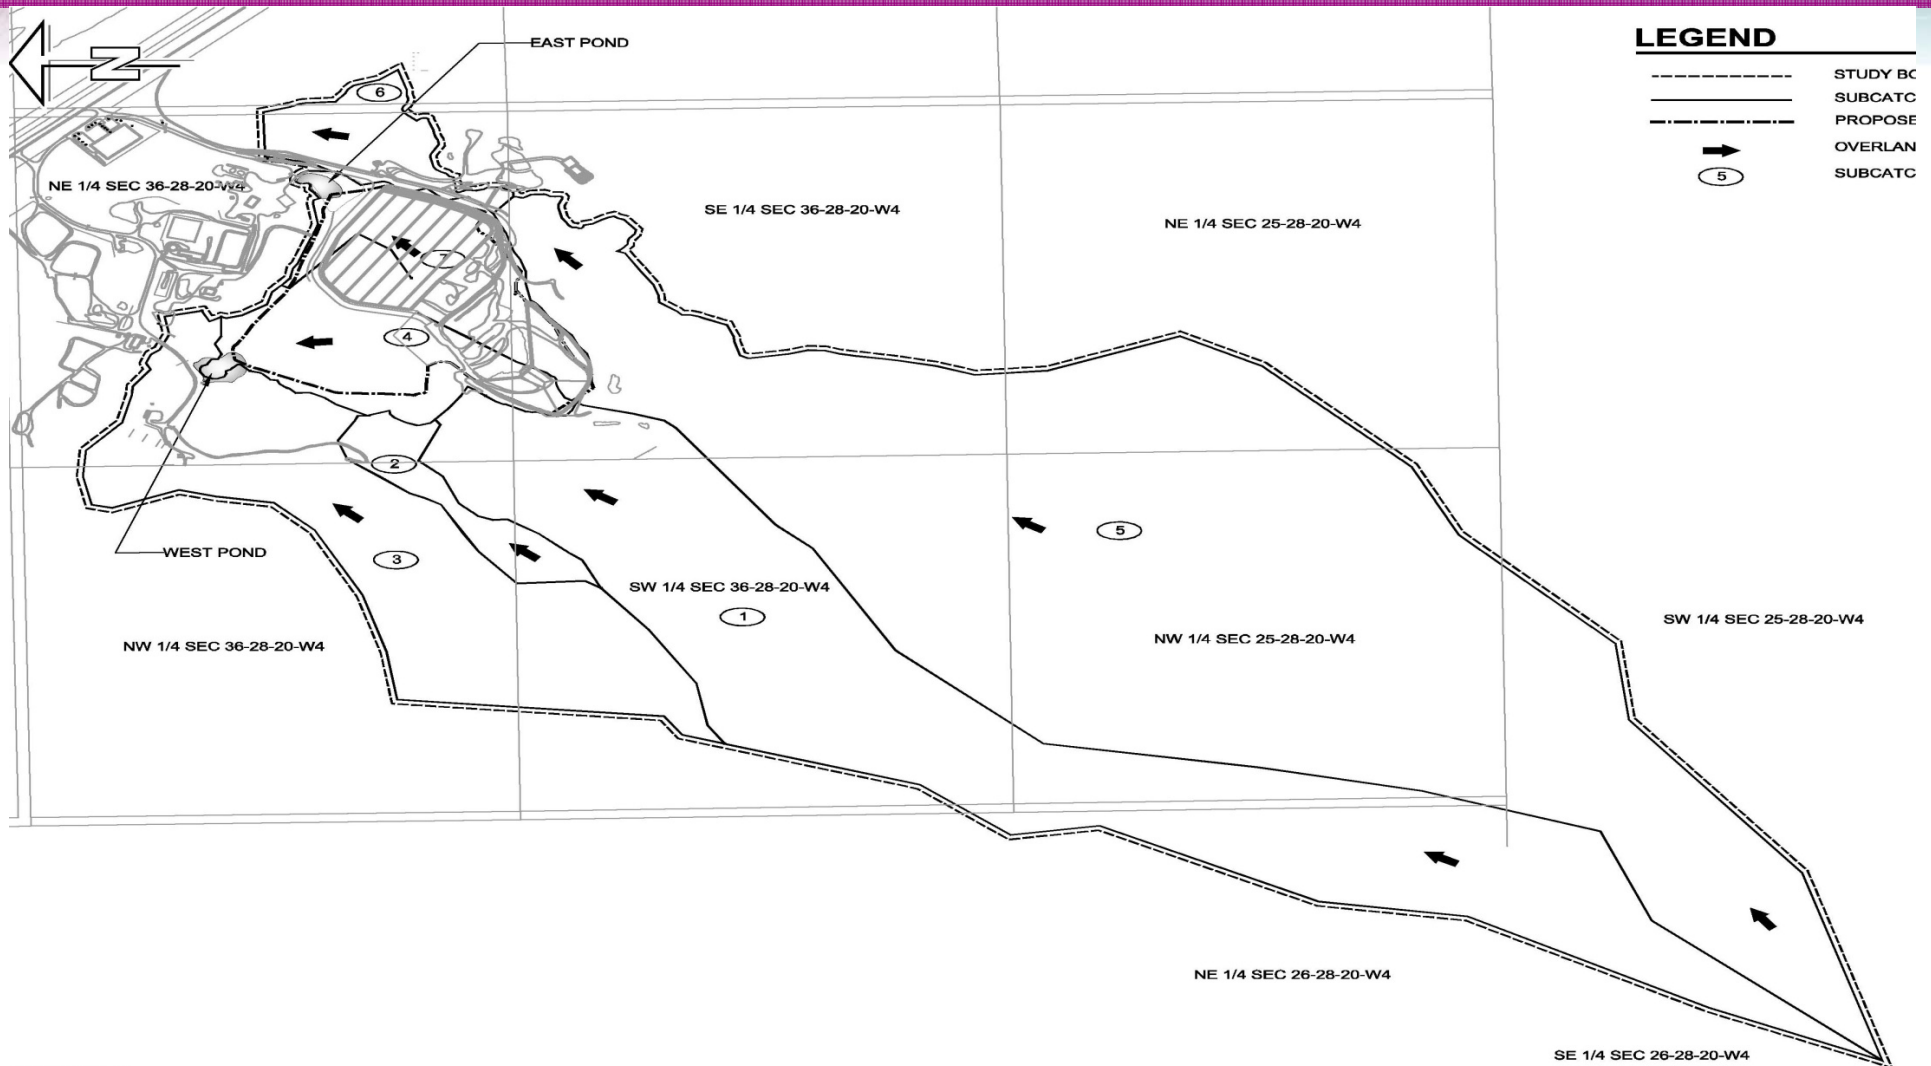 N
EAST POND
LEGEND
STUDY BO
SUBCATC
PROPOSE
OVERLAN
5
SUBCATC
6
NE 1/4 SEC 36-28-20-W4
SE 1/4 SEC 36-28-20-W4
NE 1/4 SEC 25-28-20-W4
7
4
2
WEST POND
3
5
SW 1/4 SEC 36-28-20-W4
1
NW 1/4 SEC 36-28-20-W4
NW 1/4 SEC 25-28-20-W4
SW 1/4 SEC 25-28-20-W4
NE 1/4 SEC 26-28-20-W4
SE 1/4 SEC 26-28-20-W4